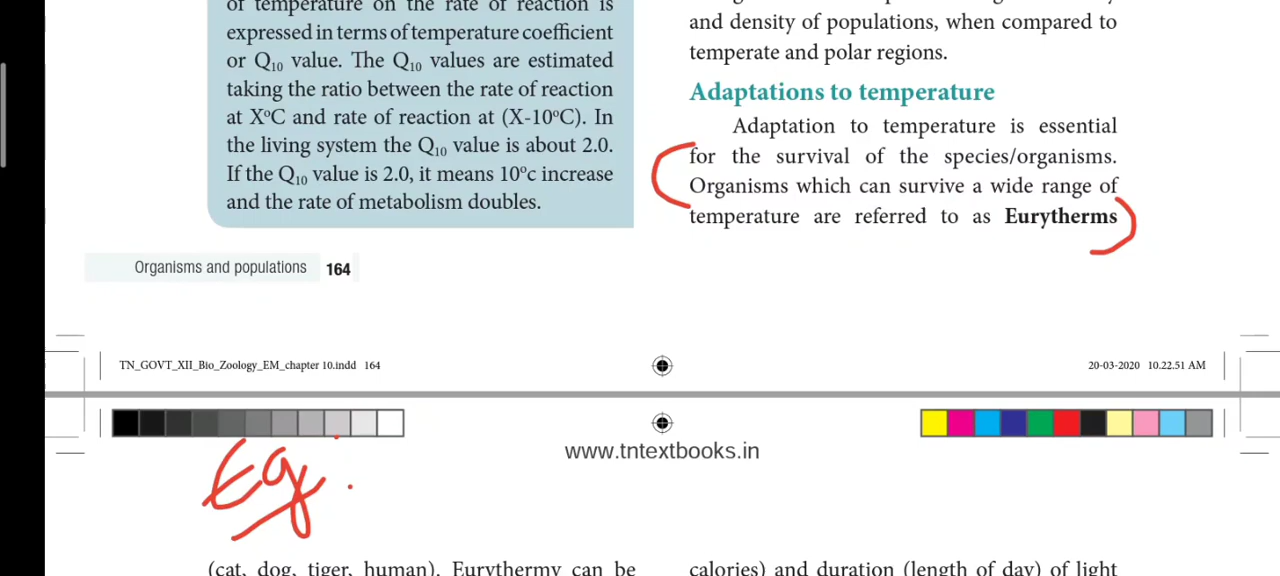 of temperature on the rate of reaction is
expressed in terms of temperature coefficient
or Q10 value. The Q10 values are estimated
taking the ratio between the rate of reaction
at XºC and rate of reaction at (X-10ºC). In
the living system the Q10 value is about 2.0.
If the Q10 value is 2.0, it means 10ºc increase
and the rate of metabolism doubles.
and density of populations, when compared to
temperate and polar regions.
Adaptations to temperature
Adaptation to temperature is essential
for the survival of the species/organisms.
Organisms which can survive a wide range of
temperature are referred to as Eurytherms
Organisms and populations 164
TN_GOVT_XII_Bio_Zoology_EM_chapter 10.indd 164
20-03-2020 10.22.51 AM
www.tntextbooks.in
Eg.
(cat, dog, tiger, human). Eurythermy can be
calories) and duration (length of day) of light